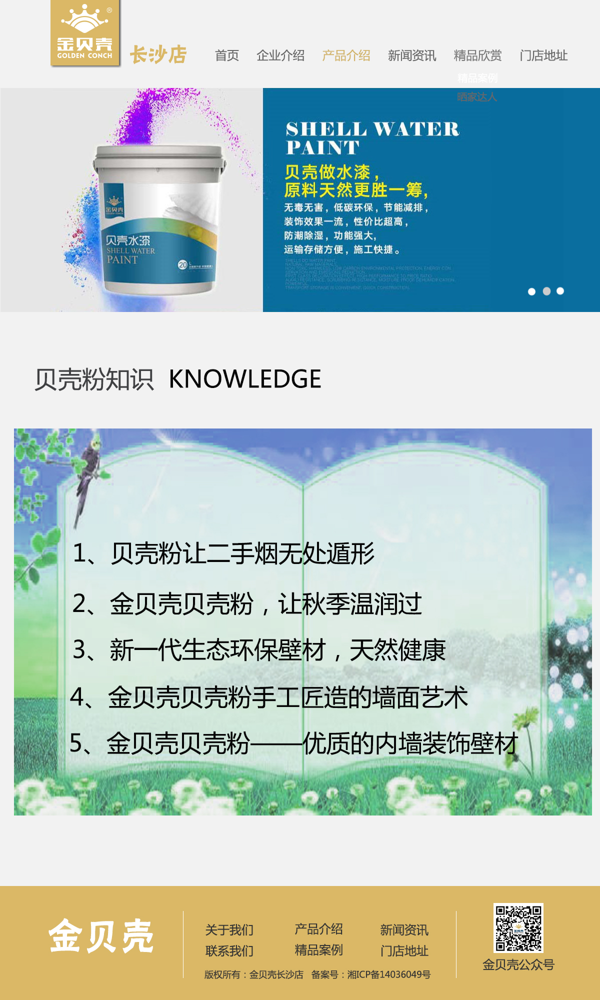 ®
金贝壳
GOLDEN CONCH
长沙店
首页 企业介绍 产品介绍 新闻资讯 精品欣赏 门店地址
精品案例
晒家达人
SHELL WATER
PAINT
贝壳做水漆，
原料天然更胜一筹，
无毒无害，低碳环保，节能减排，
装饰效果一流，性价比超高，
防潮除湿，功能强大，
运输存储方便，施工快捷。
SHELLS DO WATER PAINT,
NATURAL RAW MATERIALS,
NON TOXIC HARMLESS, LOW CARBON ENVIRONMENTAL PROTECTION, ENERGY CON
SERVATION AND EMISSIONS REDUCTION,
FIRST CLASS DECORATION EFFECT, HIGH PERFORMANCE TO PRICE RATIO
ALKALI RESISTANCE, SCRUBBING RESISTANCE, MOISTURE PROOF DEHUMIDIFICATION,
POWERFUL,
TRANSPORT STORAGE IS CONVENIENT, QUICK CONSTRUCTION.
金贝壳
GOLDEN CONCH
贝壳水漆
SHELL WATER
PAINT
20 L
贝壳粉知识 KNOWLEDGE
1、贝壳粉让二手烟无处遁形
2、金贝壳贝壳粉，让秋季温润过
3、新一代生态环保壁材，天然健康
4、金贝壳贝壳粉手工匠造的墙面艺术
5、金贝壳贝壳粉——优质的内墙装饰壁材
金贝壳
关于我们 产品介绍 新闻资讯
联系我们 精品案例 门店地址
版权所有：金贝壳长沙店 备案号：湘ICP备14036049号
金贝壳
金贝壳公众号